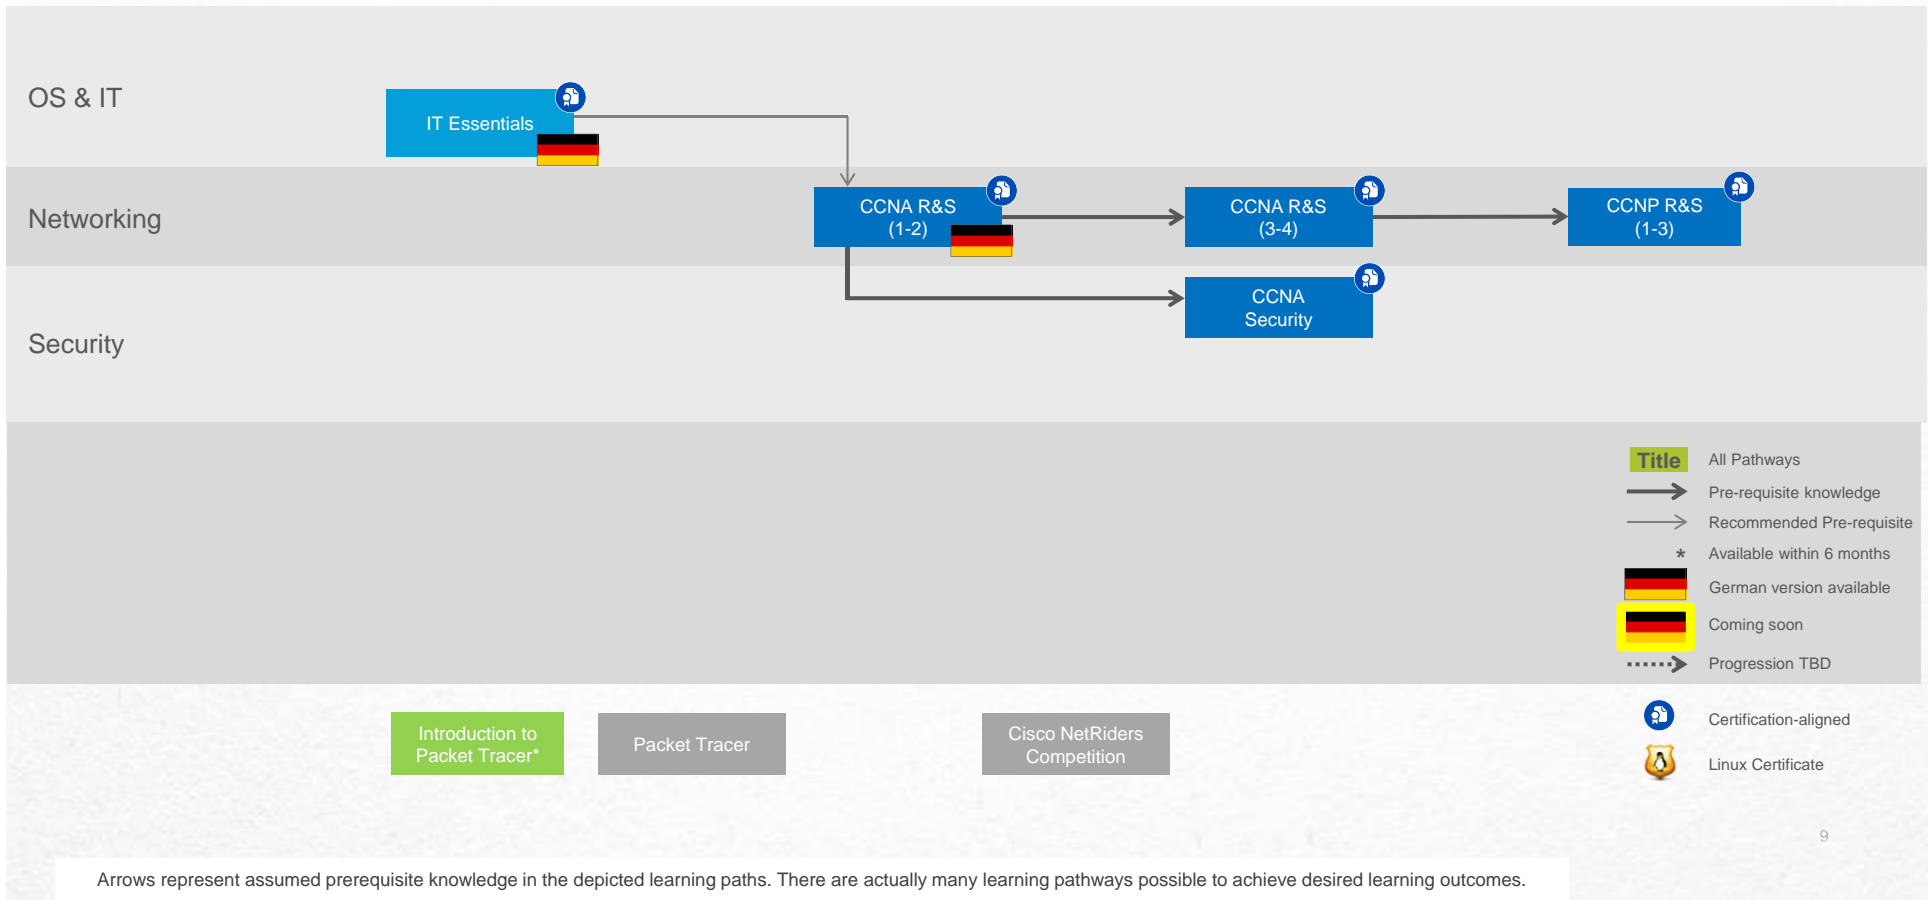 OS & IT
IT Essentials
Networking
CCNA R&S
(1-2)
CCNA R&S
(3-4)
CCNP R&S
(1-3)
CCNA
Security
Security
Title
All Pathways
Pre-requisite knowledge
Recommended Pre-requisite
*
Available within 6 months
German version available
Coming soon
Progression TBD
Introduction to
Packet Tracer*
Packet Tracer
Cisco NetRiders
Competition
Certification-aligned
Linux Certificate
9
Arrows represent assumed prerequisite knowledge in the depicted learning paths. There are actually many learning pathways possible to achieve desired learning outcomes.